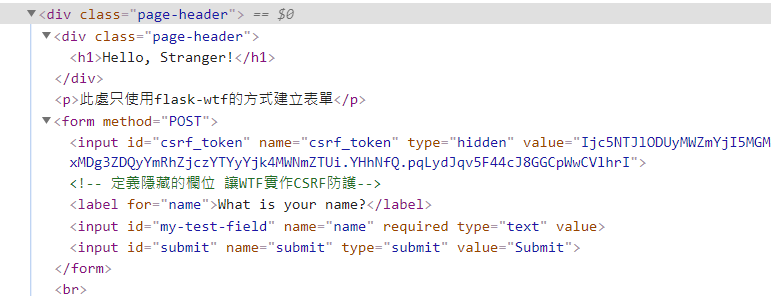 ▼<div class="page-header"> == $0
▼<div class="page-header">
<h1>Hello, Stranger!</h1>
</div>
<p>此處只使用flask-wtf的方式建立表單</p>
▼<form method="POST">
<input id="csrf_token" name="csrf_token" type="hidden" value="Ijc5NTJlODUyMWZmYjI5MGM
xMDg3ZDQyYmRhZjczYTYyYjk4MWNmZTUi.YHhNfQ.pqLydJqv5F44cJ8GGCpWwCVlhrI">
<!-- 定義隱藏的欄位 讓WTF實作CSRF防護-->
<label for="name">What is your name?</label>
<input id="my-test-field" name="name" required type="text" value>
<input id="submit" name="submit" type="submit" value="Submit">
</form>
<br>